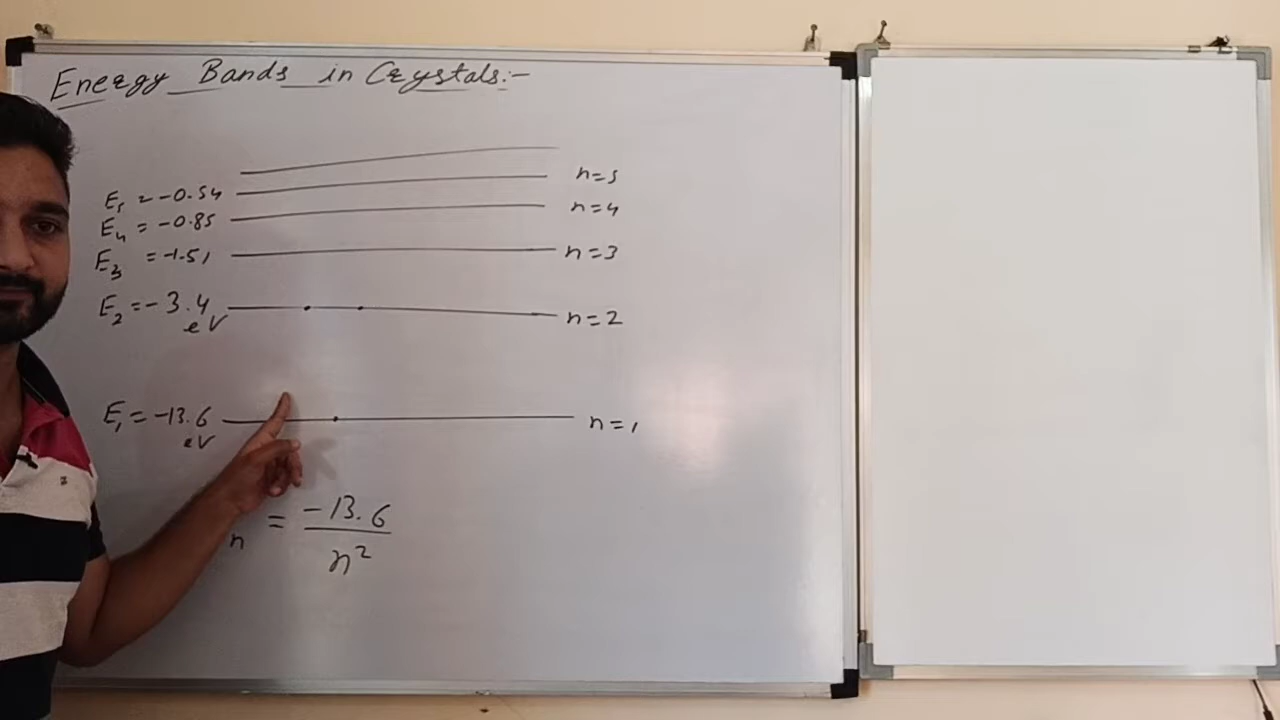 Energy Bands in Crystals:-
E5 = -0.54 n=5
E4 = -0.85 n=4
E3 = -1.51 n=3
E2 = -3.4 eV n=2
E1 = -13.6 eV n=1
n = -13.6 / n²